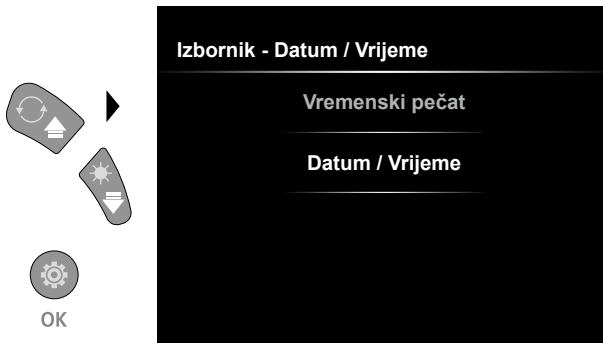 Izbornik - Datum / Vrijeme
Vremenski pečat
Datum / Vrijeme
OK